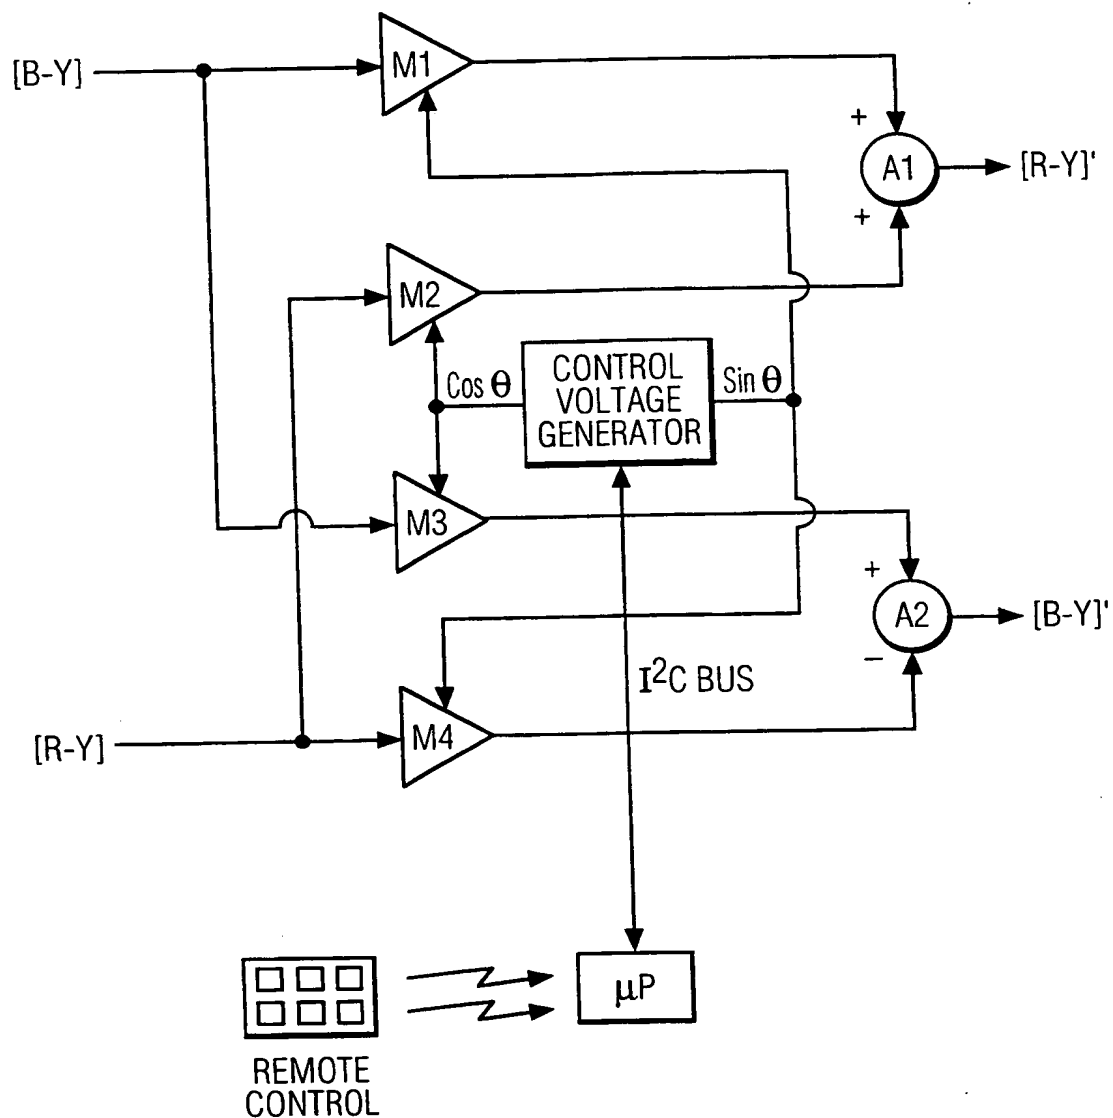 [B-Y]
M1
+
A1
[R-Y]'
+
M2
Cos θ
CONTROL
VOLTAGE
GENERATOR
Sin θ
M3
+
A2
[B-Y]'
−
I²C BUS
[R-Y]
M4
μP
REMOTE
CONTROL